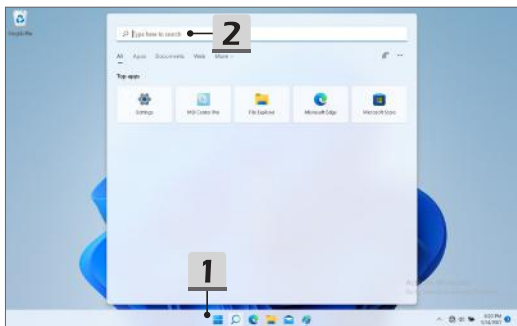 Type here to search
2
All Apps Documents Web More
Top apps
Settings
MSI Center Pro
File Explorer
Microsoft Edge
Microsoft Store
1